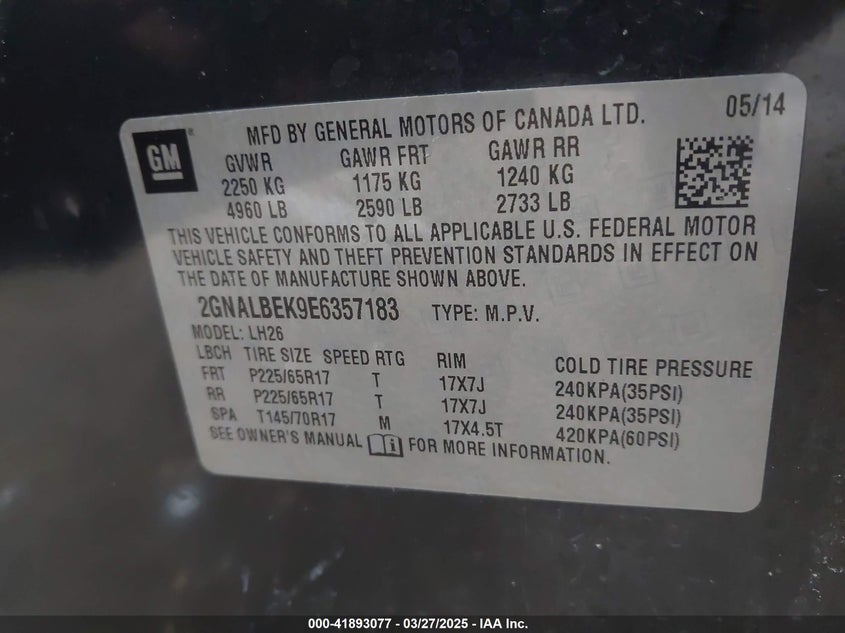 GM
MFD BY GENERAL MOTORS OF CANADA LTD. 05/14
GVWR GAWR FRT GAWR RR
2250 KG 1175 KG 1240 KG
4960 LB 2590 LB 2733 LB
THIS VEHICLE CONFORMS TO ALL APPLICABLE U.S. FEDERAL MOTOR
VEHICLE SAFETY AND THEFT PREVENTION STANDARDS IN EFFECT ON
THE DATE OF MANUFACTURE SHOWN ABOVE.
2GNALBEK9E6357183 TYPE: M.P.V.
MODEL: LH26
LBCH TIRE SIZE SPEED RTG RIM COLD TIRE PRESSURE
FRT P225/65R17 T 17X7J 240KPA(35PSI)
RR P225/65R17 T 17X7J 240KPA(35PSI)
SPA T145/70R17 M 17X4.5T 420KPA(60PSI)
SEE OWNER'S MANUAL i FOR MORE INFORMATION.
000-41893077 - 03/27/2025 - IAA Inc.